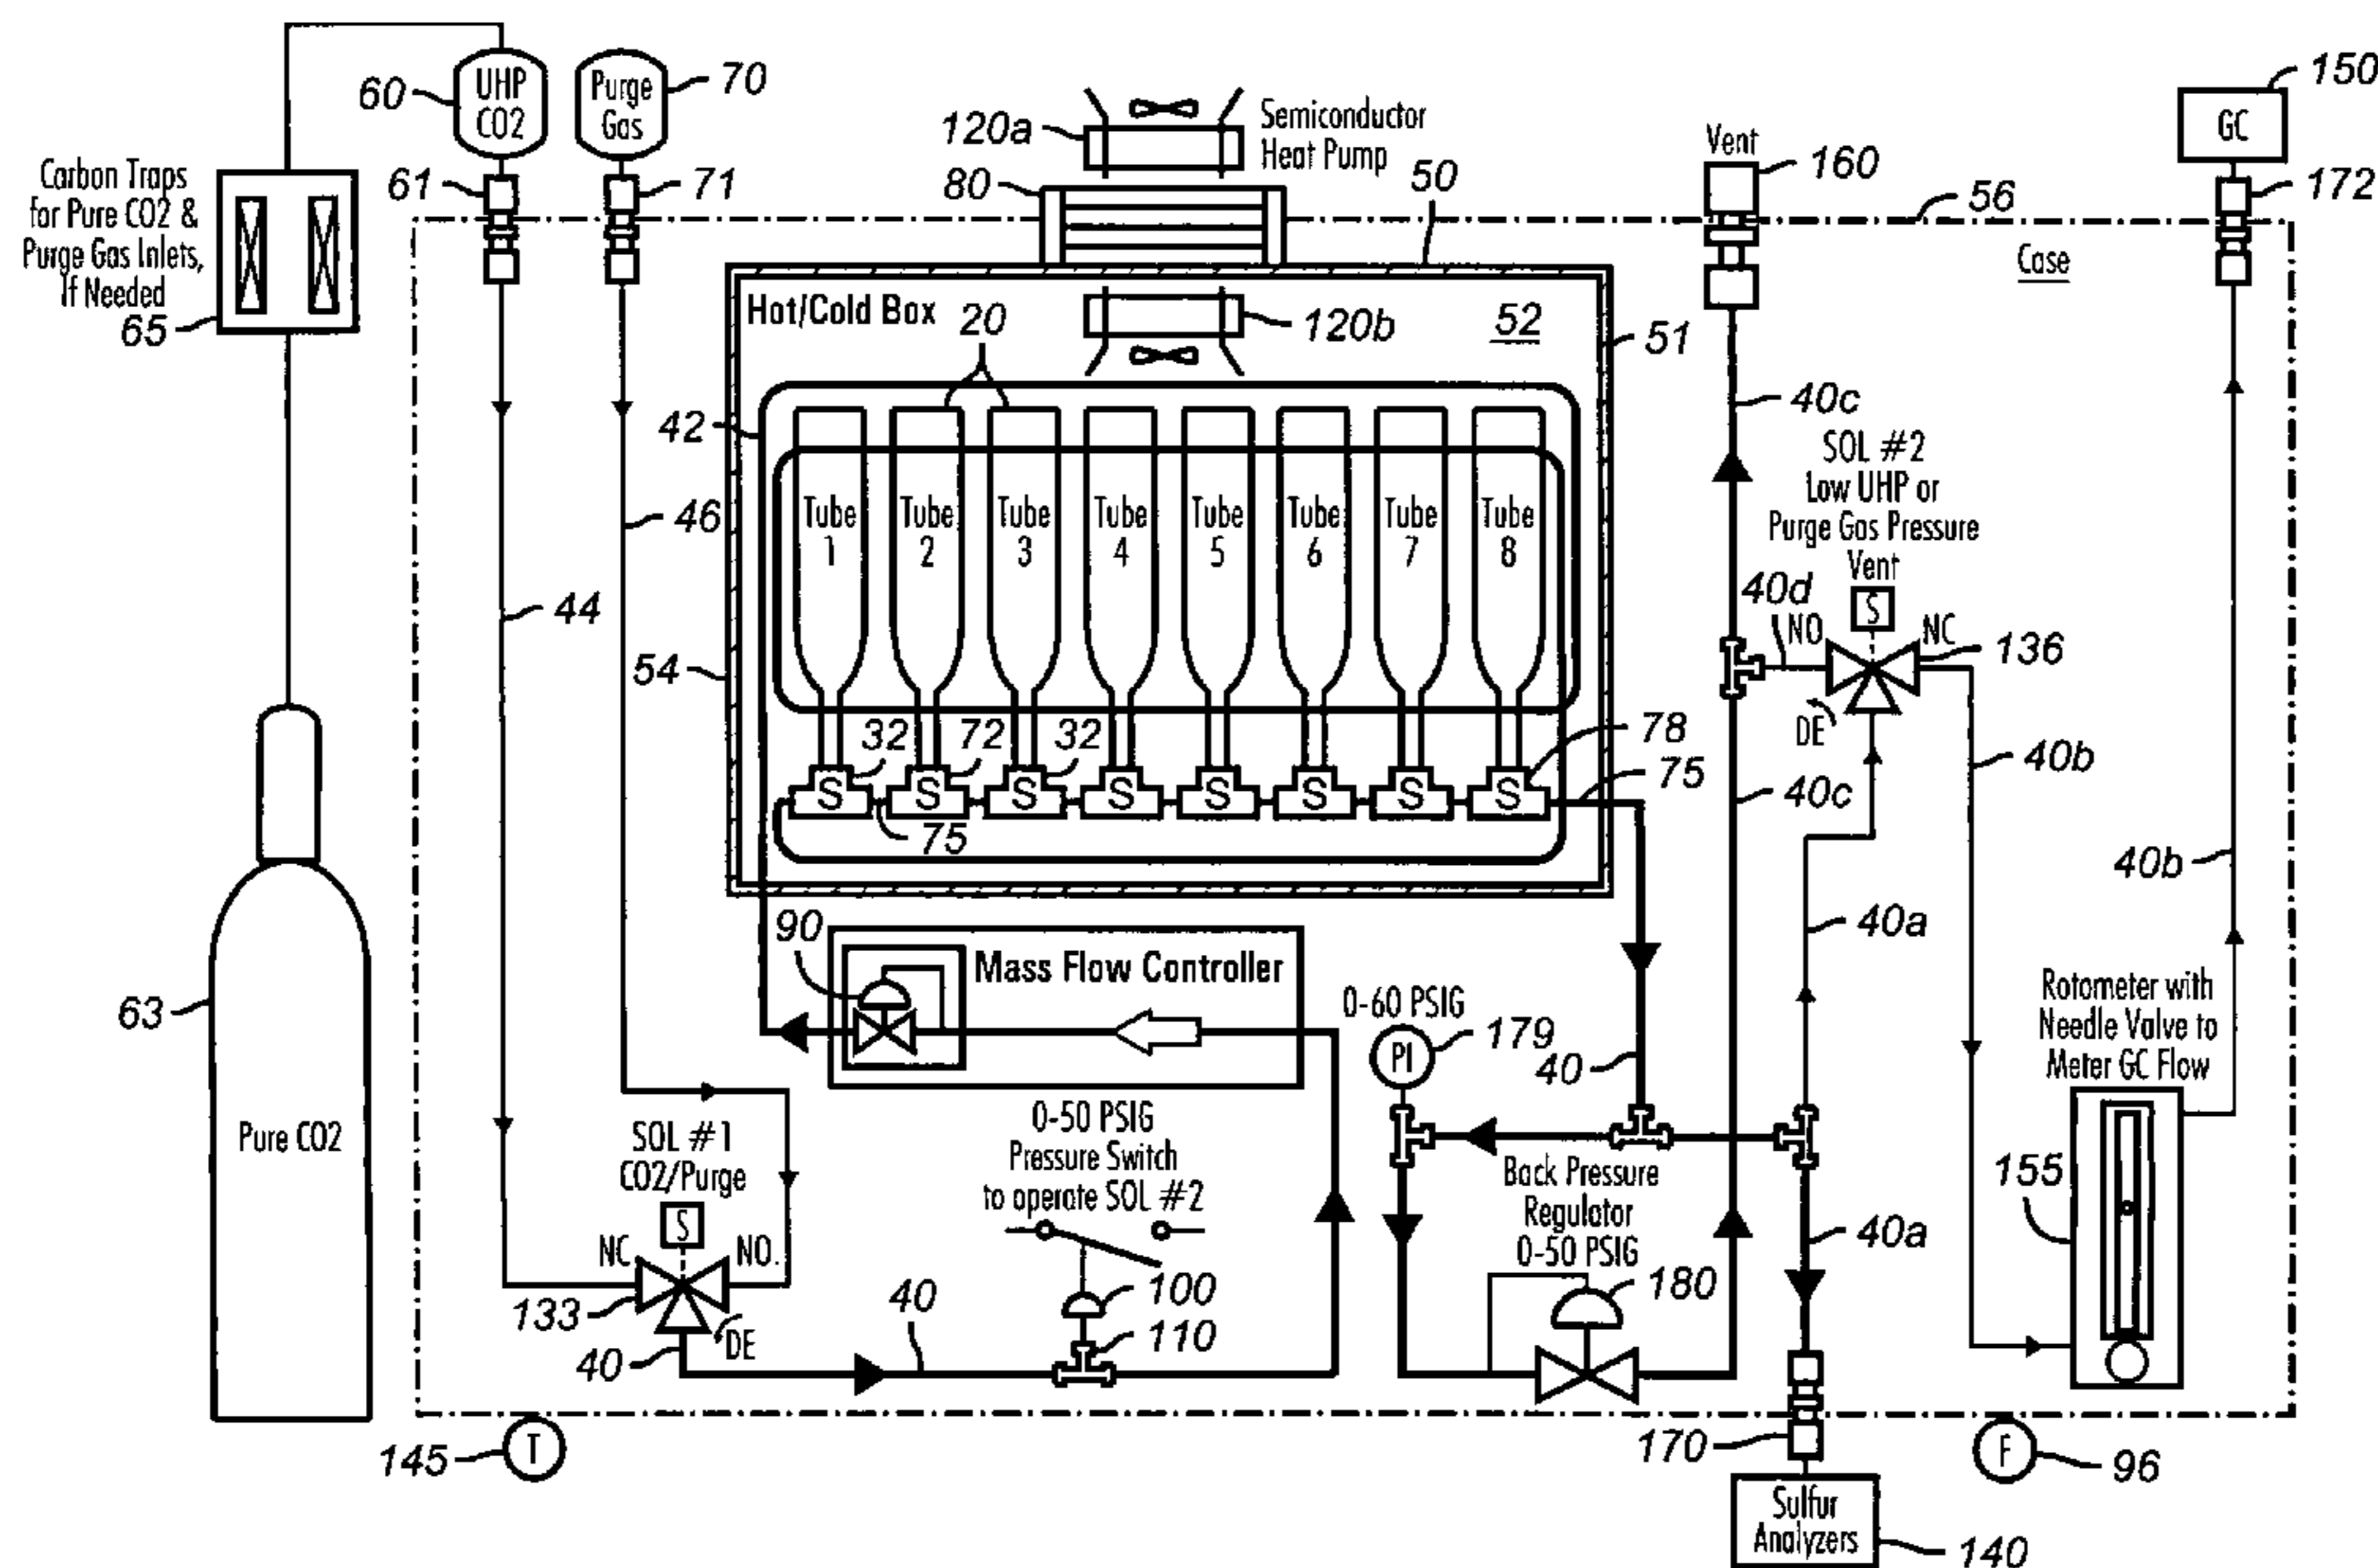 60
UHP
CO2
Purge
Gas
70
120a
Semiconductor
Heat Pump
Vent
150
GC
Carbon Traps
for Pure CO2 &
Purge Gas Inlets,
If Needed
65
61
71
80
50
160
56
172
Case
Hot/Cold Box
20
120b
52
51
42
40c
SOL #2
Low UHP or
Purge Gas Pressure
Vent
S
46
Tube
1
Tube
2
Tube
3
Tube
4
Tube
5
Tube
6
Tube
7
Tube
8
44
40d
NO
NC
136
DE
54
32
72
32
78
75
S
S
S
S
S
S
S
S
75
40b
40c
40b
40a
90
Mass Flow Controller
63
0-60 PSIG
PI
179
40
Rotometer with
Needle Valve to
Meter GC Flow
Pure CO2
SOL #1
CO2/Purge
S
NC
NO.
133
DE
40
0-50 PSIG
Pressure Switch
to operate SOL #2
100
110
40
Back Pressure
Regulator
0-50 PSIG
180
155
40a
145
T
170
F
96
Sulfur
Analyzers
140